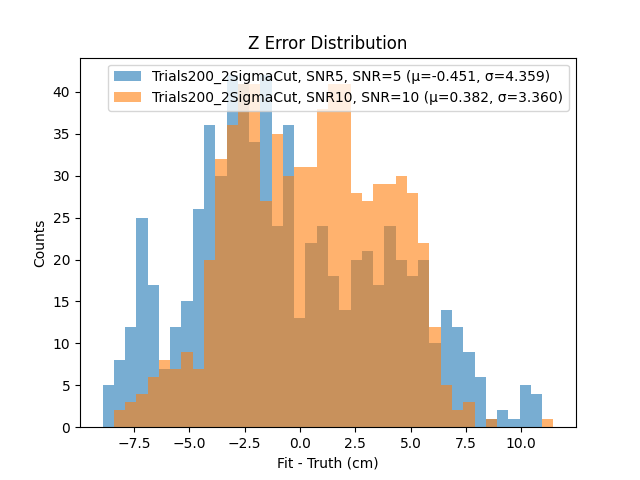 Z Error Distribution
Trials200_2SigmaCut, SNR5, SNR=5 (μ=-0.451, σ=4.359)
Trials200_2SigmaCut, SNR10, SNR=10 (μ=0.382, σ=3.360)
Counts
40
35
30
25
20
15
10
5
0
−7.5 −5.0 −2.5 0.0 2.5 5.0 7.5 10.0
Fit - Truth (cm)